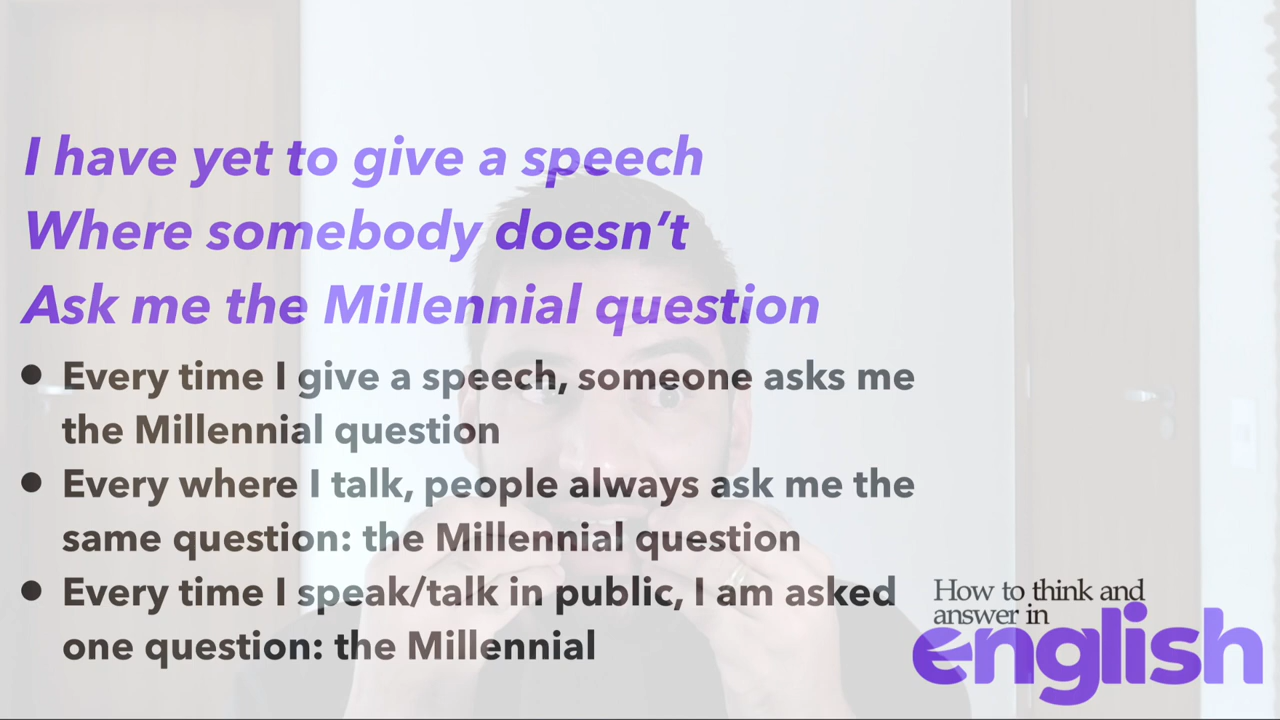 I have yet to give a speech
Where somebody doesn’t
Ask me the Millennial question
• Every time I give a speech, someone asks me
the Millennial question
• Every where I talk, people always ask me the
same question: the Millennial question
• Every time I speak/talk in public, I am asked
one question: the Millennial
How to think and
answer in
english